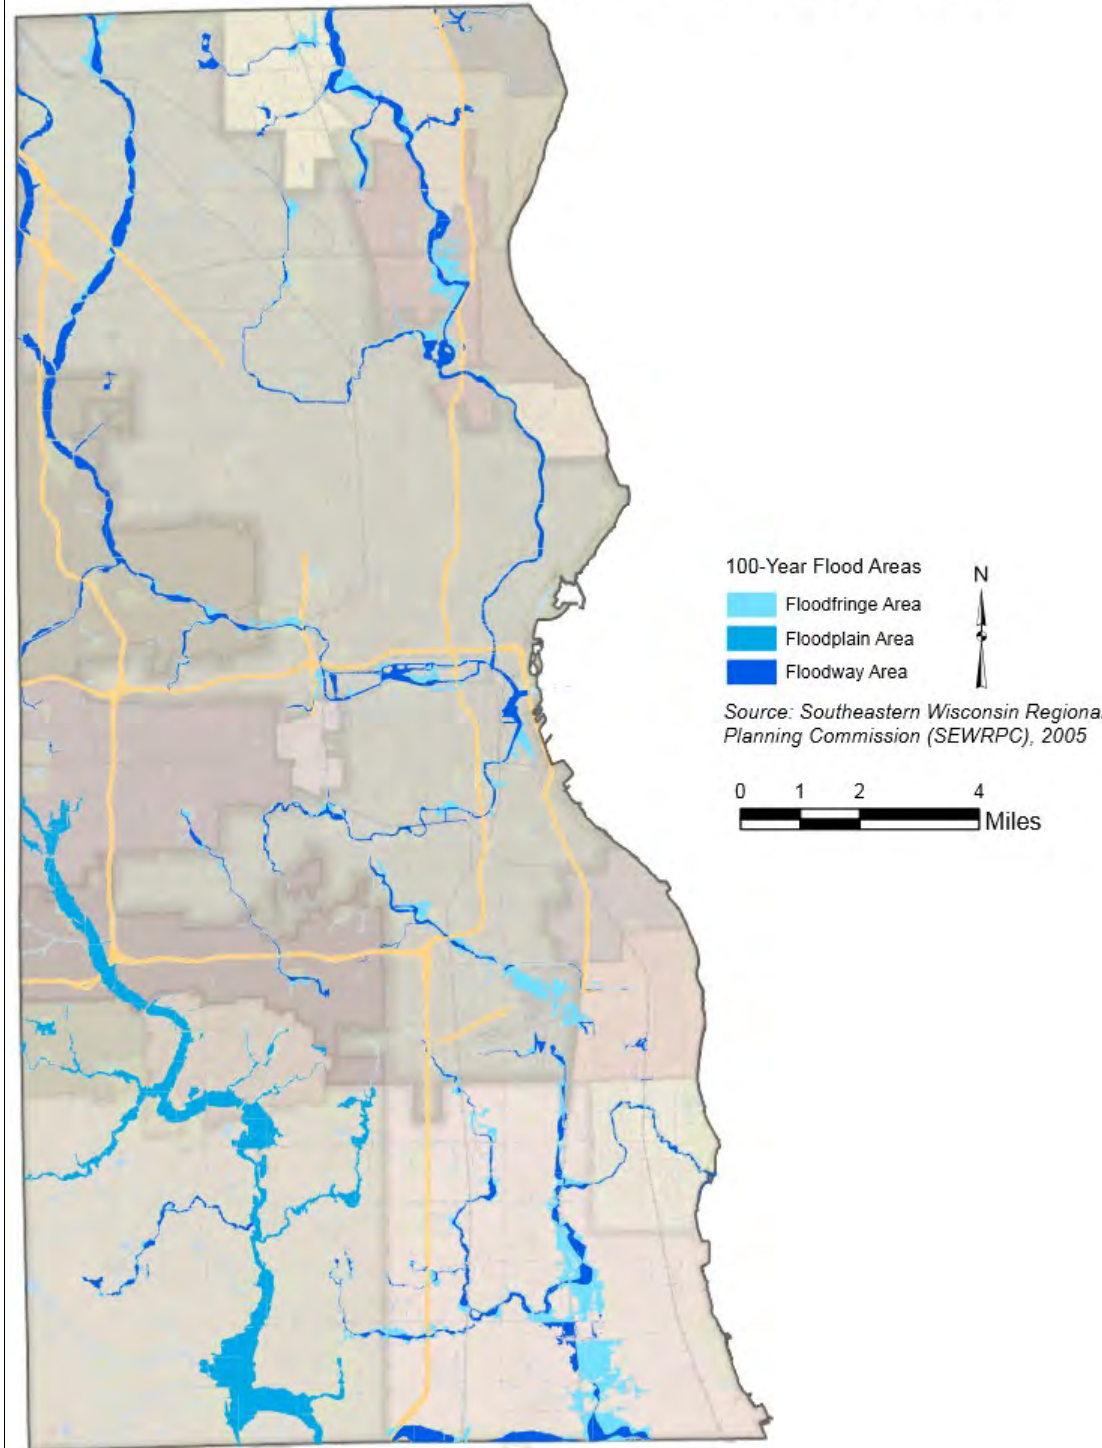 100-Year Flood Areas
N
Floodfringe Area
Floodplain Area
Floodway Area
Source: Southeastern Wisconsin Regional
Planning Commission (SEWRPC), 2005
0 1 2 4
Miles